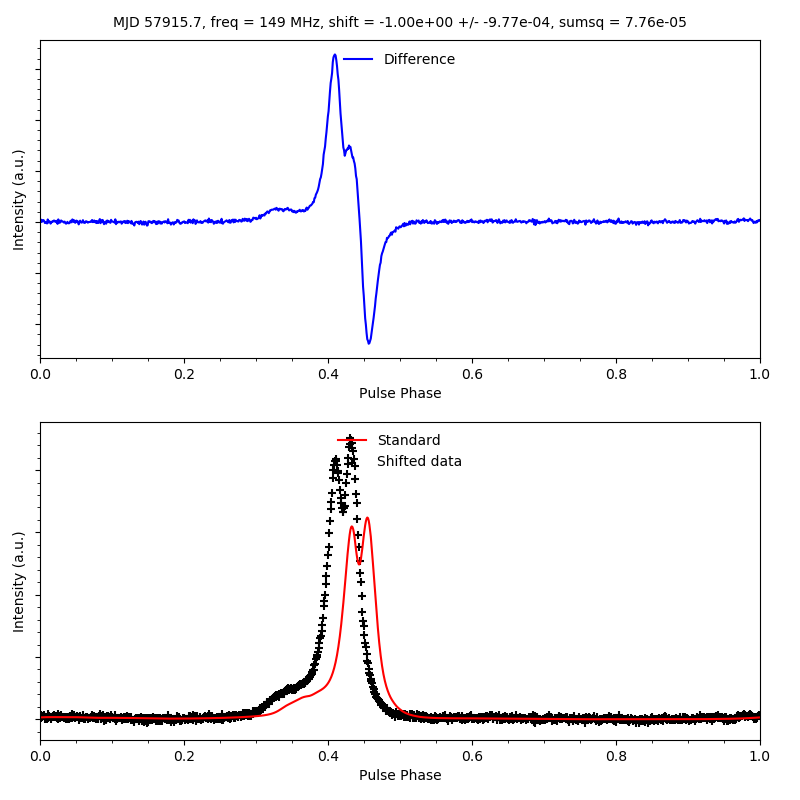 MJD 57915.7, freq = 149 MHz, shift = -1.00e+00 +/- -9.77e-04, sumsq = 7.76e-05
Difference
Intensity (a.u.)
0.0 0.2 0.4 0.6 0.8 1.0
Pulse Phase
Standard
Shifted data
Intensity (a.u.)
0.0 0.2 0.4 0.6 0.8 1.0
Pulse Phase